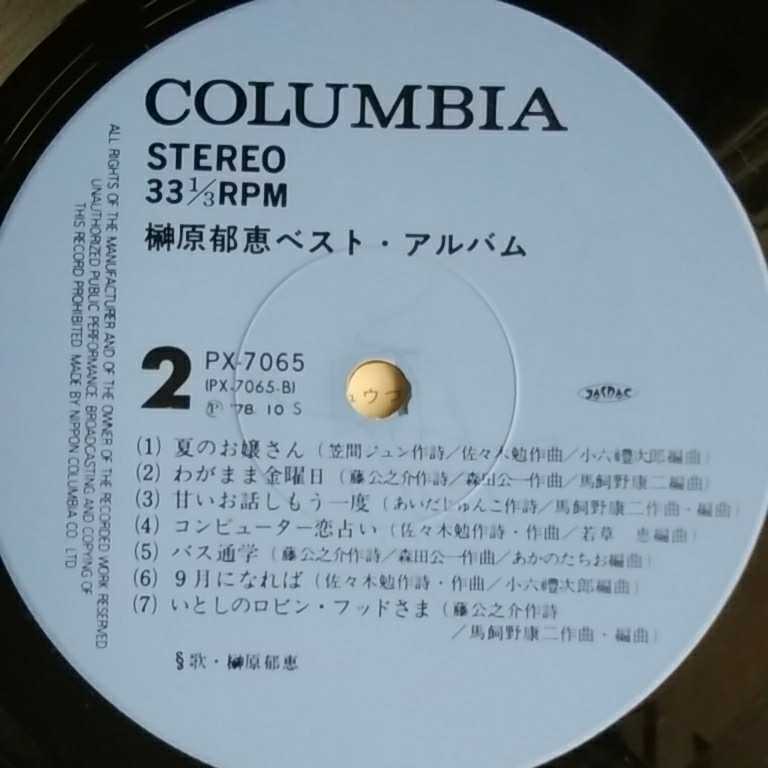 COLUMBIA
STEREO
33 1/3 RPM
榊原郁恵ベスト・アルバム
2
PX-7065
(PX-7065-B)
Ⓟ '78. 10 S
JASRAC
(1) 夏のお嬢さん (笠間ジュン作詩/佐々木勉作曲/小六禮次郎編曲)
(2) わがまま金曜日 (藤公之介作詩/森田公一作曲/馬飼野康二編曲)
(3) 甘いお話しもう一度 (あいだじゅんこ作詩/馬飼野康二作曲・編曲)
(4) コンピューター恋占い (佐々木勉作詩・作曲/若草 恵編曲)
(5) バス通学 (藤公之介作詩/森田公一作曲/あかのたちお編曲)
(6) 9月になれば (佐々木勉作詩・作曲/小六禮次郎編曲)
(7) いとしのロビン・フッドさま (藤公之介作詩
/馬飼野康二作曲・編曲)
§歌・榊原郁恵
ALL RIGHTS OF THE MANUFACTURER AND OF THE OWNER OF THE RECORDED WORK RESERVED
UNAUTHORIZED PUBLIC PERFORMANCE BROADCASTING AND COPYING OF
THIS RECORD PROHIBITED. MADE BY NIPPON COLUMBIA CO. LTD.